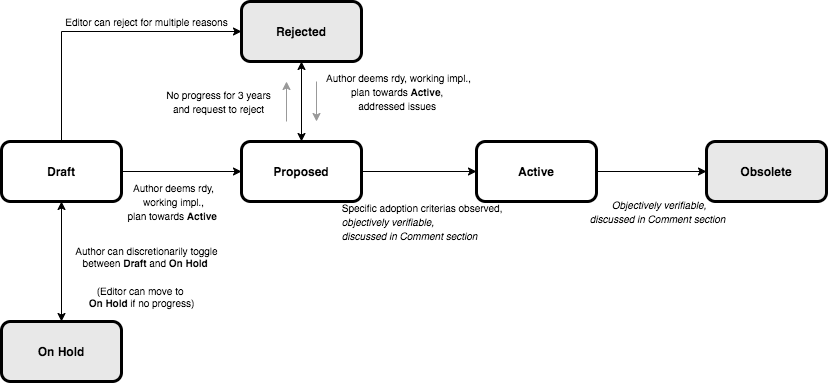 Editor can reject for multiple reasons
Rejected
No progress for 3 years
and request to reject
Author deems rdy, working impl.,
plan towards Active,
addressed issues
Draft
Author deems rdy,
working impl.,
plan towards Active
Proposed
Specific adoption criterias observed,
objectively verifiable,
discussed in Comment section
Active
Objectively verifiable,
discussed in Comment section
Obsolete
Author can discretionarily toggle
between Draft and On Hold
(Editor can move to
On Hold if no progress)
On Hold